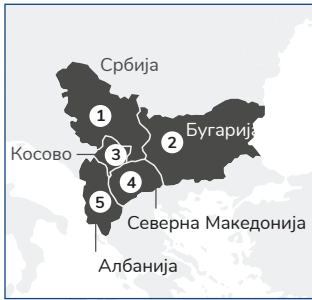 Србија
1
2
Бугарија
Косово
3
4
5
Северна Македонија
Албанија